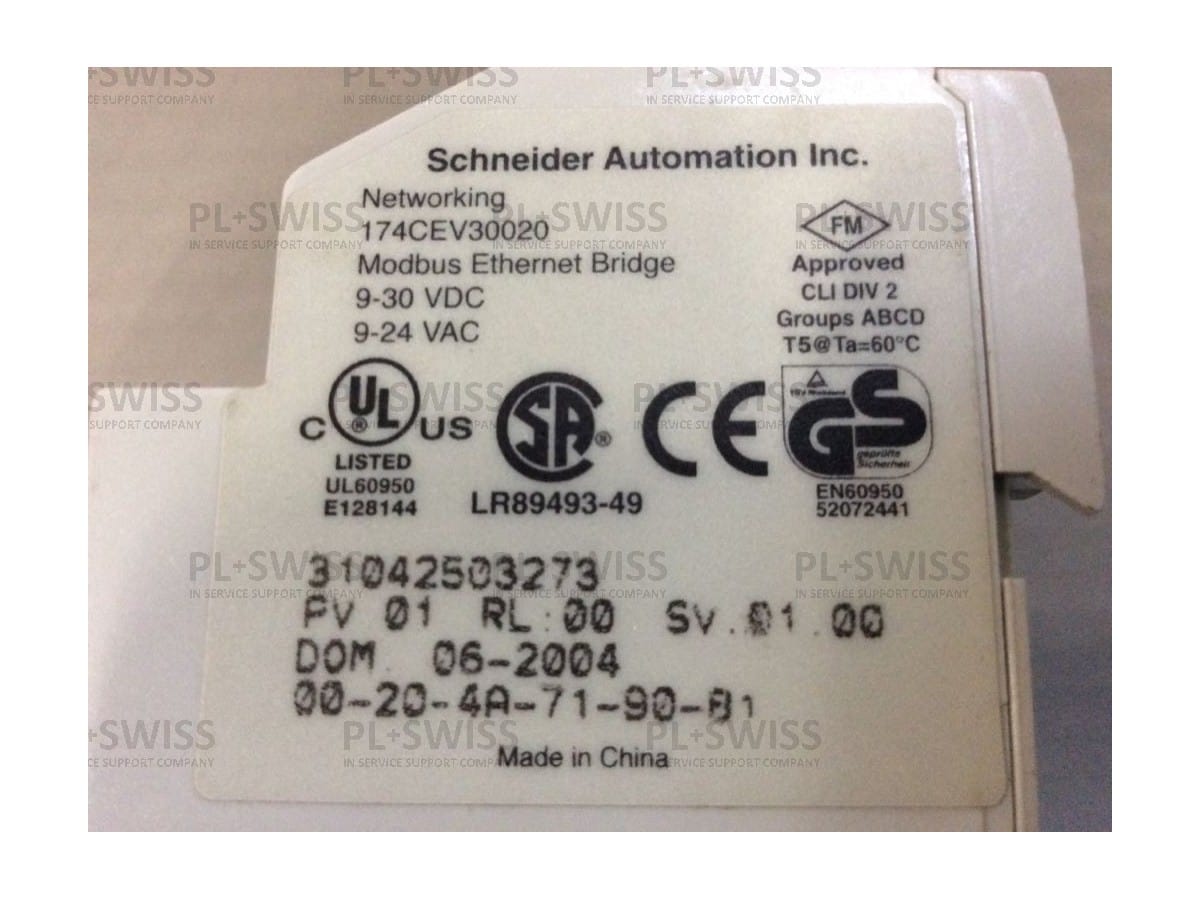 Schneider Automation Inc.
Networking
174CEV30020
Modbus Ethernet Bridge
9-30 VDC
9-24 VAC
FM
Approved
CLI DIV 2
Groups ABCD
T5@Ta=60°C
C UL ® US
LISTED
UL60950
E128144
SA ®
LR89493-49
CE
TÜV Rheinland
GS
geprüfte
Sicherheit
EN60950
52072441
31042503273
PV 01 RL:00 SV.01.00
DOM 06-2004
00-20-4A-71-90-B1
Made in China
PL+SWISS
IN SERVICE SUPPORT COMPANY